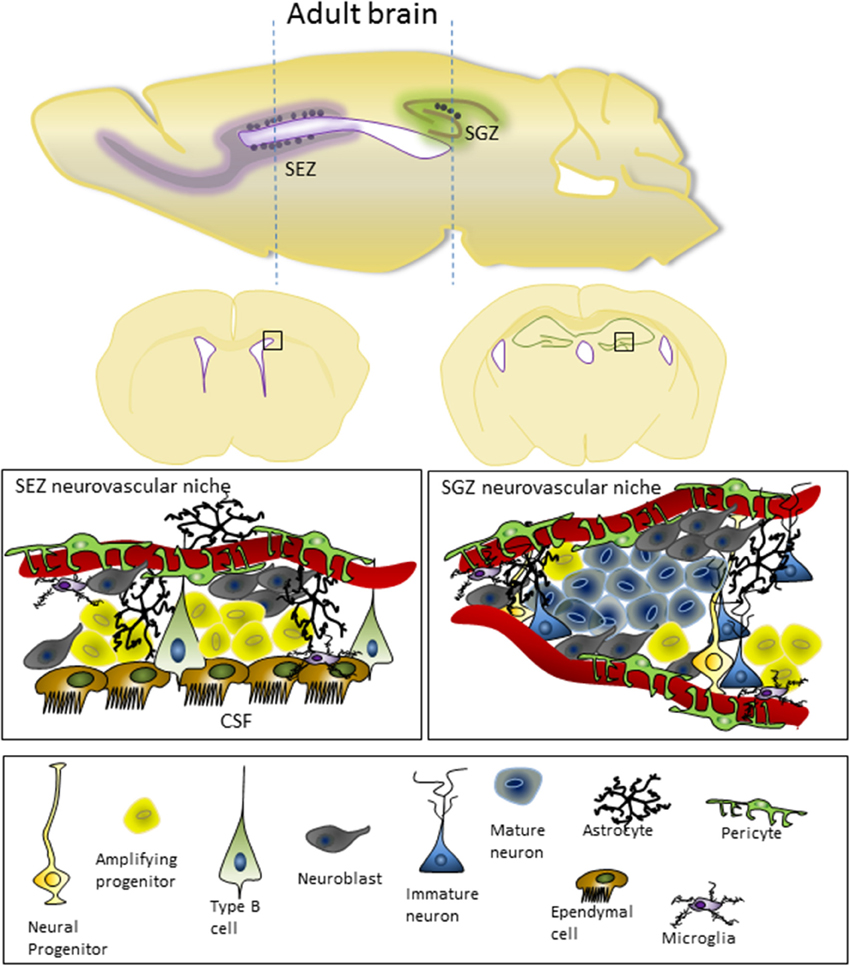 Adult brain
SGZ
SEZ
SEZ neurovascular niche
SGZ neurovascular niche
CSF
Neural
Progenitor
Amplifying
progenitor
Type B
cell
Neuroblast
Immature
neuron
Mature
neuron
Astrocyte
Pericyte
Ependymal
cell
Microglia